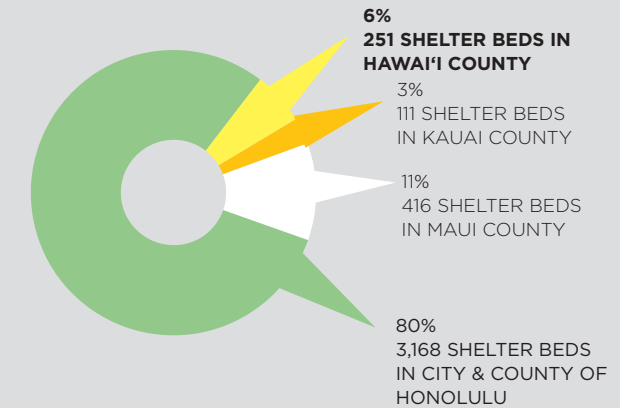 6%
251 SHELTER BEDS IN
HAWAI‘I COUNTY
3%
111 SHELTER BEDS
IN KAUAI COUNTY
11%
416 SHELTER BEDS
IN MAUI COUNTY
80%
3,168 SHELTER BEDS
IN CITY & COUNTY OF
HONOLULU